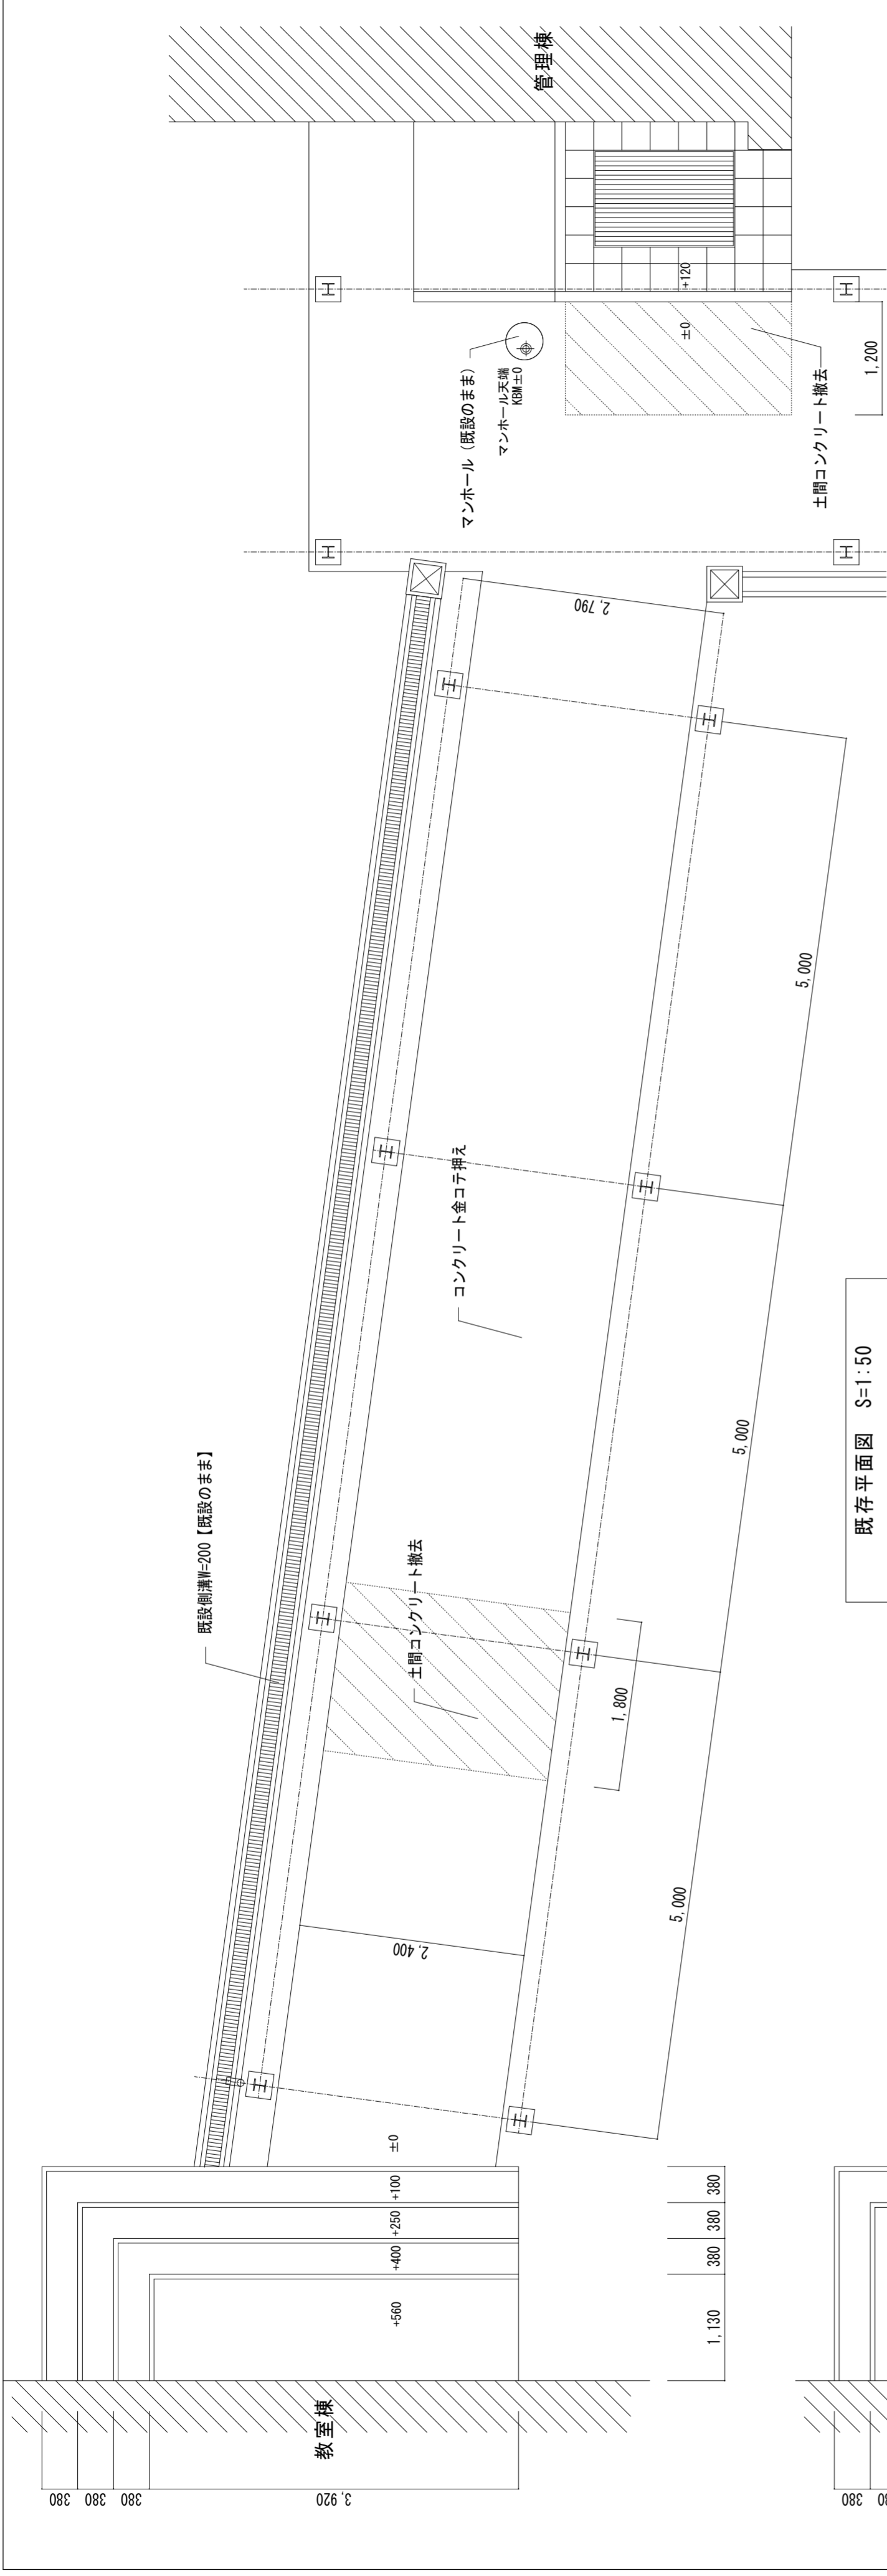 管理棟
+120
±0
マンホール（既設のまま）
マンホール天端
KBM±0
土間コンクリート撤去
1,200
H
H
H
H
2,790
H
H
5,000
コンクリート金コテ押え
H
H
5,000
既存平面図 S=1:50
既設側溝W=200【既設のまま】
土間コンクリート撤去
H
H
1,800
5,000
2,400
H
H
±0
+100
+250
+400
+560
380
380
380
1,130
教室棟
380
380
380
3,920
380